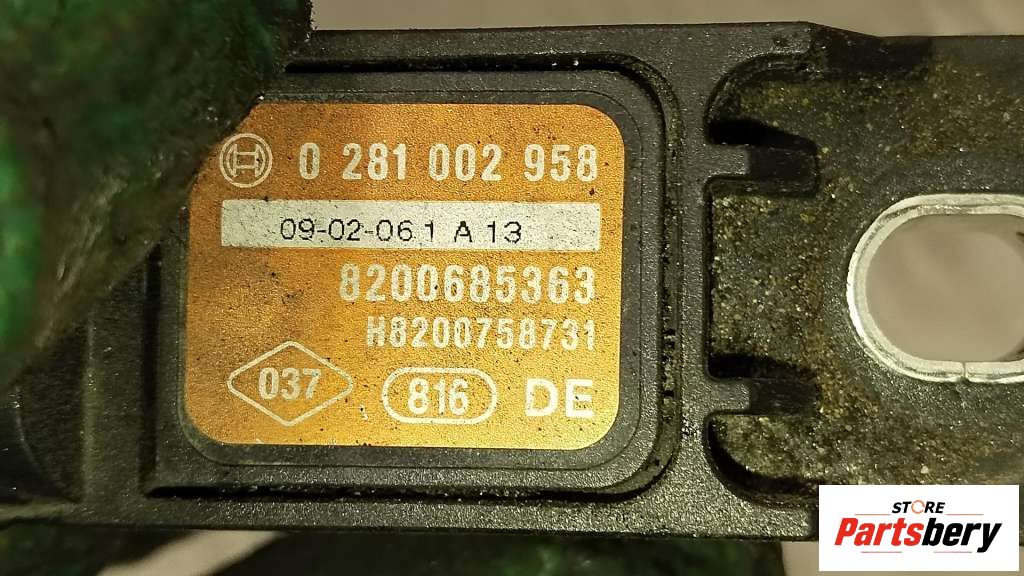 0 281 002 958
09-02-06 1 A 13
8200685363
H8200758731
037 816 DE
STORE
Partsbery